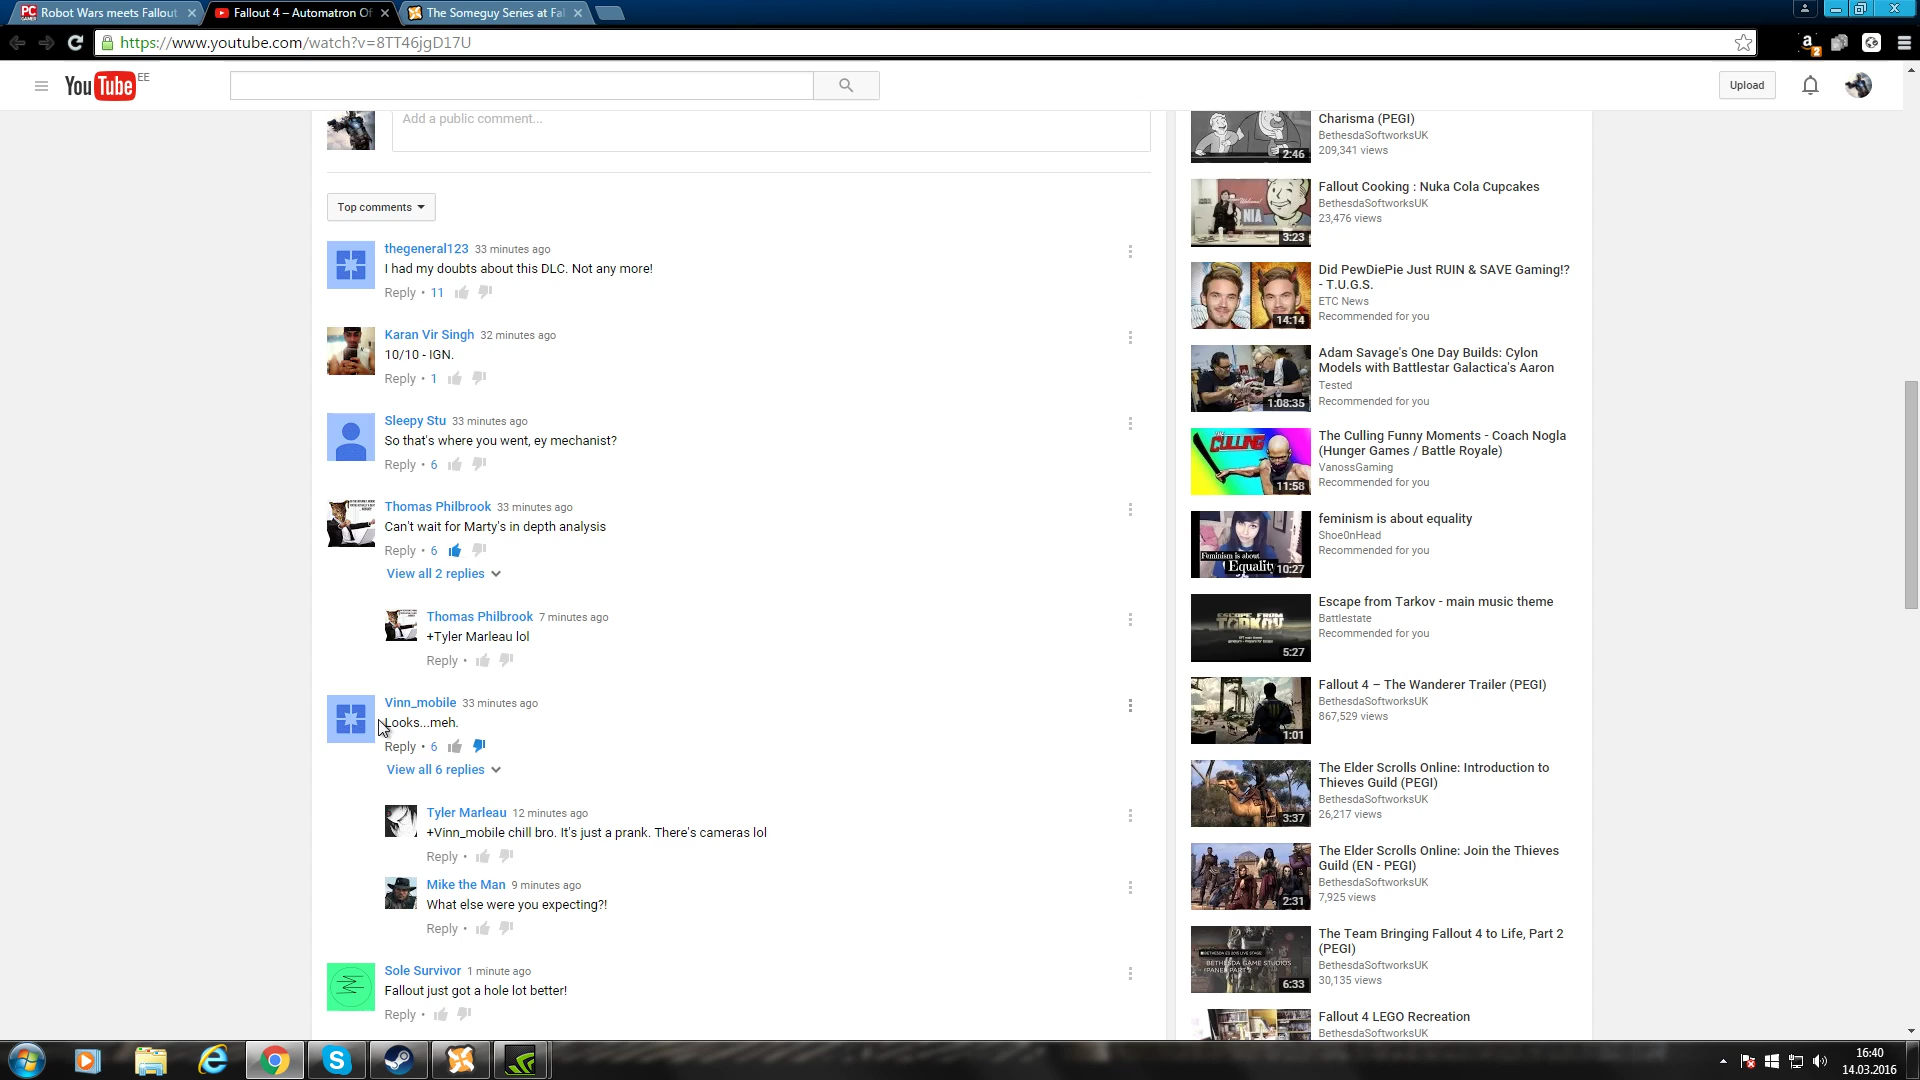 PC GAMER Robot Wars meets Fallout
Fallout 4 – Automatron Of
The Someguy Series at Fal
https://www.youtube.com/watch?v=8TT46jgD17U
2
YouTube EE
Upload
Add a public comment...
Top comments
thegeneral123 33 minutes ago
I had my doubts about this DLC. Not any more!
Reply • 11
Karan Vir Singh 32 minutes ago
10/10 - IGN.
Reply • 1
Sleepy Stu 33 minutes ago
So that's where you went, ey mechanist?
Reply • 6
Thomas Philbrook 33 minutes ago
Can't wait for Marty's in depth analysis
Reply • 6
View all 2 replies
Thomas Philbrook 7 minutes ago
+Tyler Marleau lol
Reply •
Vinn_mobile 33 minutes ago
Looks...meh.
Reply • 6
View all 6 replies
Tyler Marleau 12 minutes ago
+Vinn_mobile chill bro. It's just a prank. There's cameras lol
Reply •
Mike the Man 9 minutes ago
What else were you expecting?!
Reply •
Sole Survivor 1 minute ago
Fallout just got a hole lot better!
Reply •
Charisma (PEGI)
BethesdaSoftworksUK
209,341 views
2:46
Fallout Cooking : Nuka Cola Cupcakes
BethesdaSoftworksUK
23,476 views
3:23
Did PewDiePie Just RUIN & SAVE Gaming!?
- T.U.G.S.
ETC News
Recommended for you
14:14
Adam Savage's One Day Builds: Cylon
Models with Battlestar Galactica's Aaron
Tested
Recommended for you
1:08:35
The Culling Funny Moments - Coach Nogla
(Hunger Games / Battle Royale)
VanossGaming
Recommended for you
CULLING
11:58
feminism is about equality
Shoe0nHead
Recommended for you
Feminism is about
Equality
10:27
Escape from Tarkov - main music theme
Battlestate
Recommended for you
ESCAPE FROM
TARKOV
5:27
Fallout 4 – The Wanderer Trailer (PEGI)
BethesdaSoftworksUK
867,529 views
1:01
The Elder Scrolls Online: Introduction to
Thieves Guild (PEGI)
BethesdaSoftworksUK
26,217 views
3:37
The Elder Scrolls Online: Join the Thieves
Guild (EN - PEGI)
BethesdaSoftworksUK
7,925 views
2:31
The Team Bringing Fallout 4 to Life, Part 2
(PEGI)
BethesdaSoftworksUK
30,135 views
BETHESDA GAME STUDIOS
PANEL PART 2
6:33
Fallout 4 LEGO Recreation
BethesdaSoftworksUK
16:40
14.03.2016